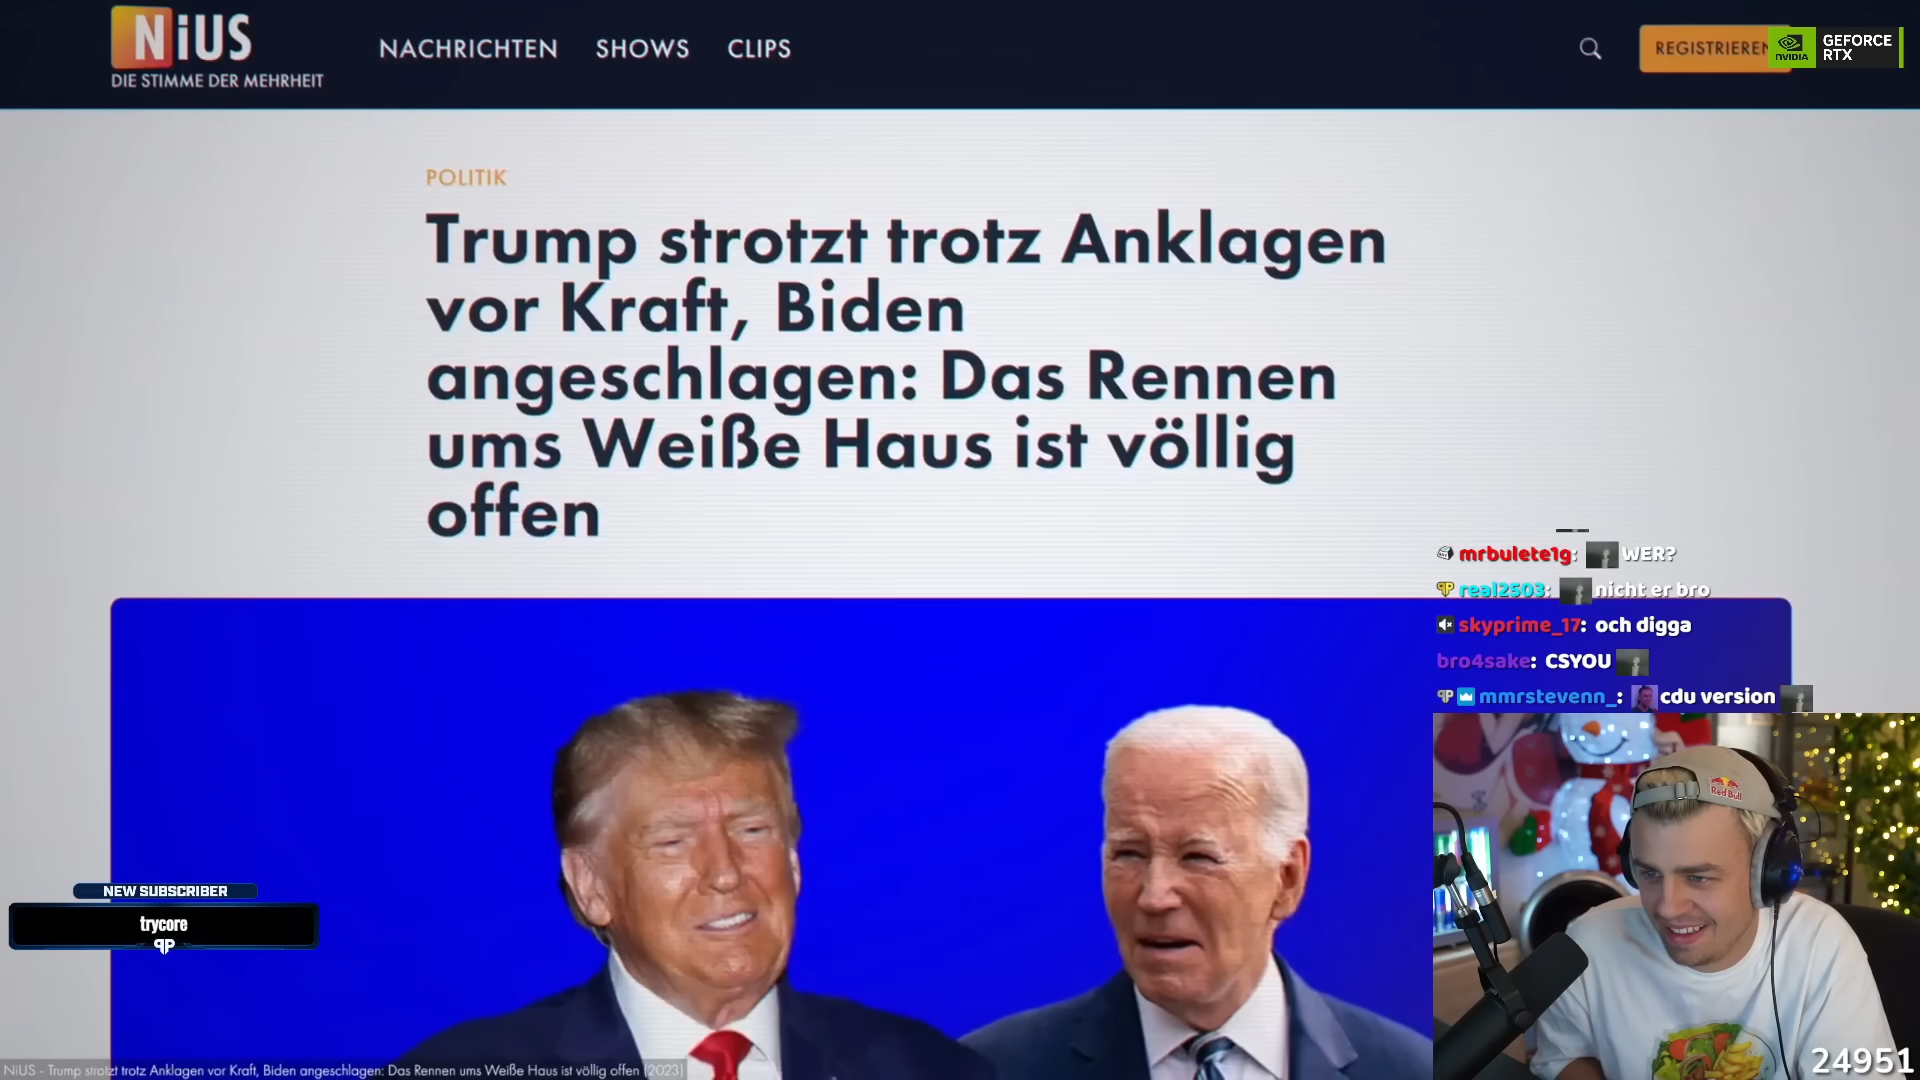 NiUS
DIE STIMME DER MEHRHEIT
NACHRICHTEN SHOWS CLIPS
REGISTRIEREN
NVIDIA
GEFORCE
RTX
POLITIK
Trump strotzt trotz Anklagen
vor Kraft, Biden
angeschlagen: Das Rennen
ums Weiße Haus ist völlig
offen
mrbulete1g: WER?
real2503: nicht er bro
skyprime_17: och digga
bro4sake: CSYOU
mmrstevenn_: cdu version
Red Bull
NEW SUBSCRIBER
trycore
24951
NiUS - Trump strotzt trotz Anklagen vor Kraft, Biden angeschlagen: Das Rennen ums Weiße Haus ist völlig offen [2023]